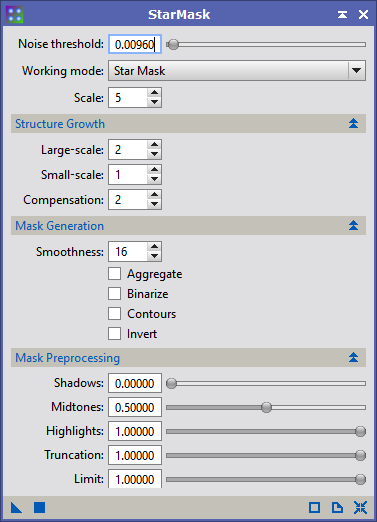 StarMask
Noise threshold: 0.00960
Working mode: Star Mask
Scale: 5
Structure Growth
Large-scale: 2
Small-scale: 1
Compensation: 2
Mask Generation
Smoothness: 16
Aggregate
Binarize
Contours
Invert
Mask Preprocessing
Shadows: 0.00000
Midtones: 0.50000
Highlights: 1.00000
Truncation: 1.00000
Limit: 1.00000